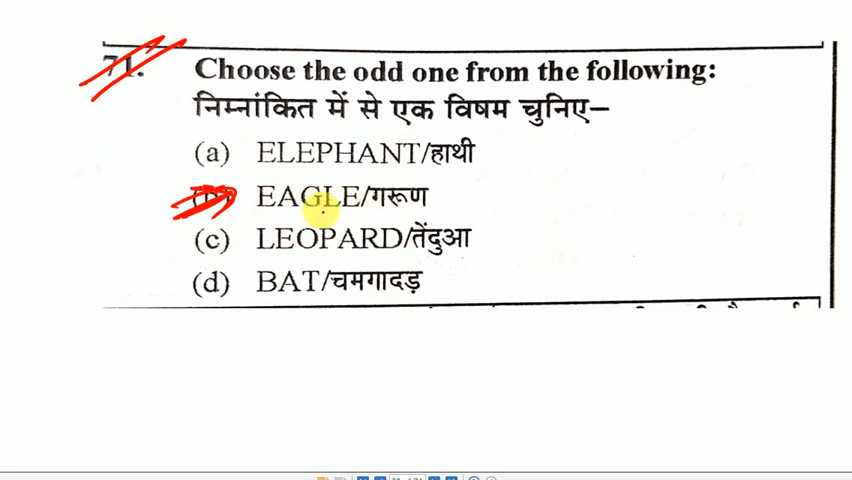 71. Choose the odd one from the following:
निम्नांकित में से एक विषम चुनिए–
(a) ELEPHANT/हाथी
EAGLE/गरूण
(c) LEOPARD/तेंदुआ
(d) BAT/चमगादड़